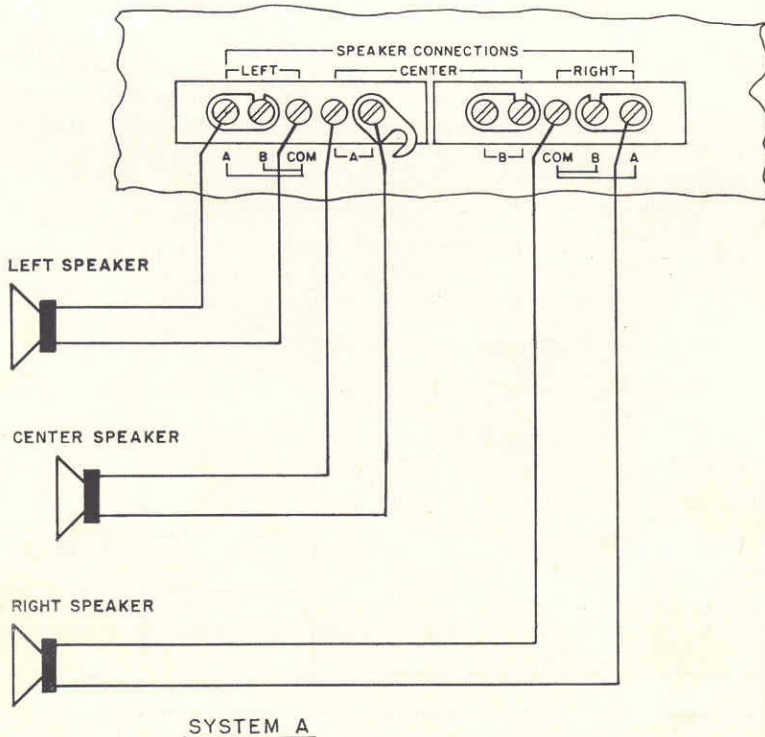 SPEAKER CONNECTIONS
LEFT CENTER RIGHT
A B COM A B COM B A
LEFT SPEAKER
CENTER SPEAKER
RIGHT SPEAKER
SYSTEM A